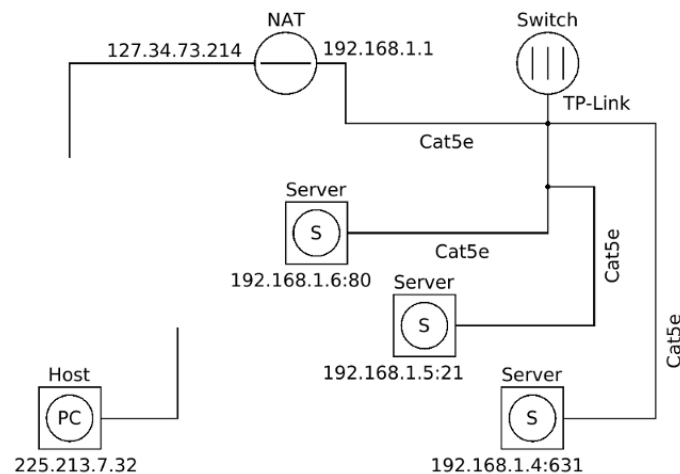 NAT
Switch
127.34.73.214
192.168.1.1
TP-Link
Cat5e
Server
S
Cat5e
192.168.1.6:80
Cat5e
Server
S
192.168.1.5:21
Cat5e
Host
PC
225.213.7.32
Server
S
192.168.1.4:631